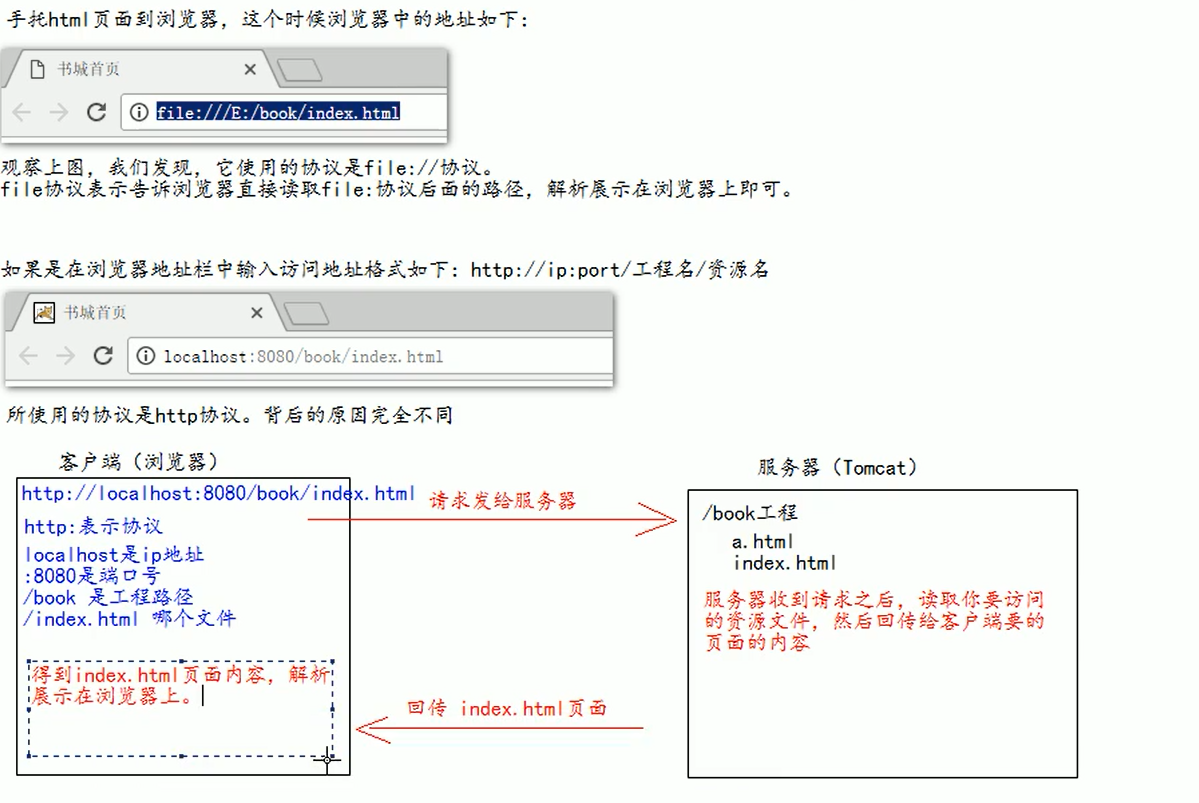 手托html页面到浏览器，这个时候浏览器中的地址如下：
书城首页
file:///E:/book/index.html
观察上图，我们发现，它使用的协议是file://协议。
file协议表示告诉浏览器直接读取file:协议后面的路径，解析展示在浏览器上即可。
如果是在浏览器地址栏中输入访问地址格式如下：http://ip:port/工程名/资源名
书城首页
localhost:8080/book/index.html
所使用的协议是http协议。背后的原因完全不同
客户端（浏览器）
http://localhost:8080/book/index.html
http:表示协议
localhost是ip地址
:8080是端口号
/book 是工程路径
/index.html 哪个文件
得到index.html页面内容，解析
展示在浏览器上。
请求发给服务器
回传 index.html页面
服务器（Tomcat）
/book工程
a.html
index.html
服务器收到请求之后，读取你要访问
的资源文件，然后回传给客户端要的
页面的内容